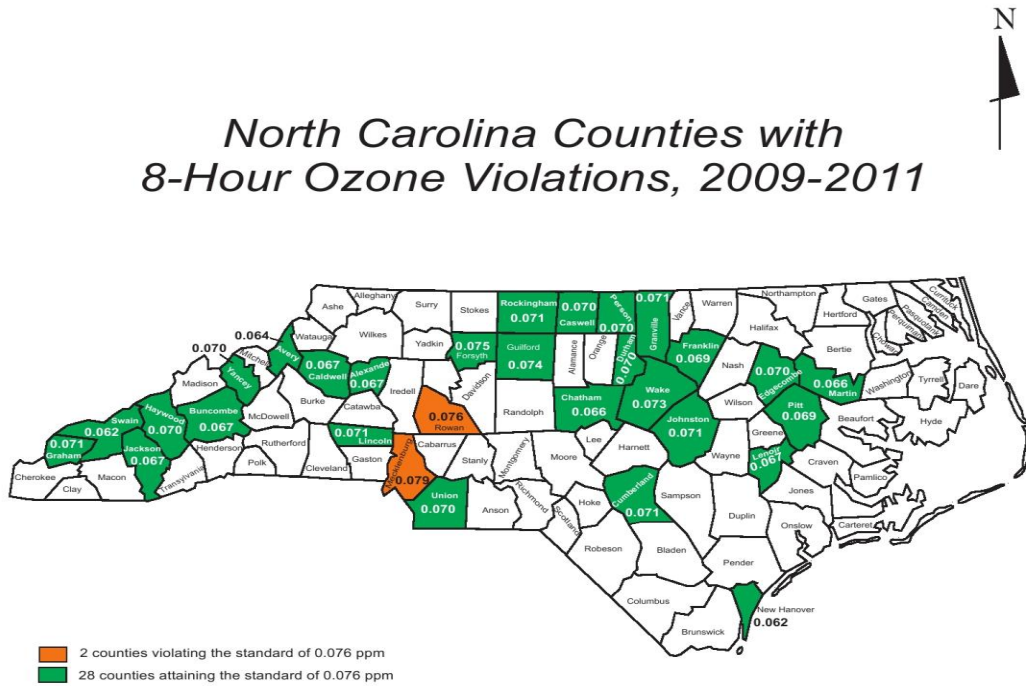 N
North Carolina Counties with
8-Hour Ozone Violations, 2009-2011
Ashe
Alleghany
Surry
Stokes
Rockingham
0.071
0.070
Caswell
Person
0.070
0.071
Granville
Vance
Warren
Northampton
Gates
Currituck
Camden
Pasquotank
Perquimans
Chowan
Hertford
Halifax
Bertie
0.064
Watauga
Wilkes
Yadkin
0.075
Forsyth
Guilford
0.074
Alamance
Orange
Durham
0.070
Franklin
0.069
Nash
0.070
Edgecombe
0.066
Martin
Washington
Tyrrell
Dare
0.070
Mitchell
Avery
0.067
Caldwell
Alexande
0.067
Iredell
Davidson
Randolph
Chatham
0.066
Wake
0.073
Wilson
Pitt
0.069
Beaufort
Hyde
Madison
Yancey
Burke
Catawba
0.076
Rowan
Johnston
0.071
Greene
Swain
0.062
Haywood
0.070
Buncombe
0.067
McDowell
0.071
Lincoln
Cabarrus
Stanly
Montgomery
Moore
Lee
Harnett
Wayne
Lenoir
0.067
Craven
Pamlico
0.071
Graham
Jackson
0.067
Henderson
Rutherford
Cleveland
Gaston
Mecklenburg
0.079
Cherokee
Clay
Macon
Transylvania
Polk
Union
0.070
Anson
Richmond
Scotland
Hoke
Cumberland
0.071
Sampson
Duplin
Jones
Onslow
Carteret
Robeson
Bladen
Pender
Columbus
Brunswick
New Hanover
0.062
2 counties violating the standard of 0.076 ppm
28 counties attaining the standard of 0.076 ppm